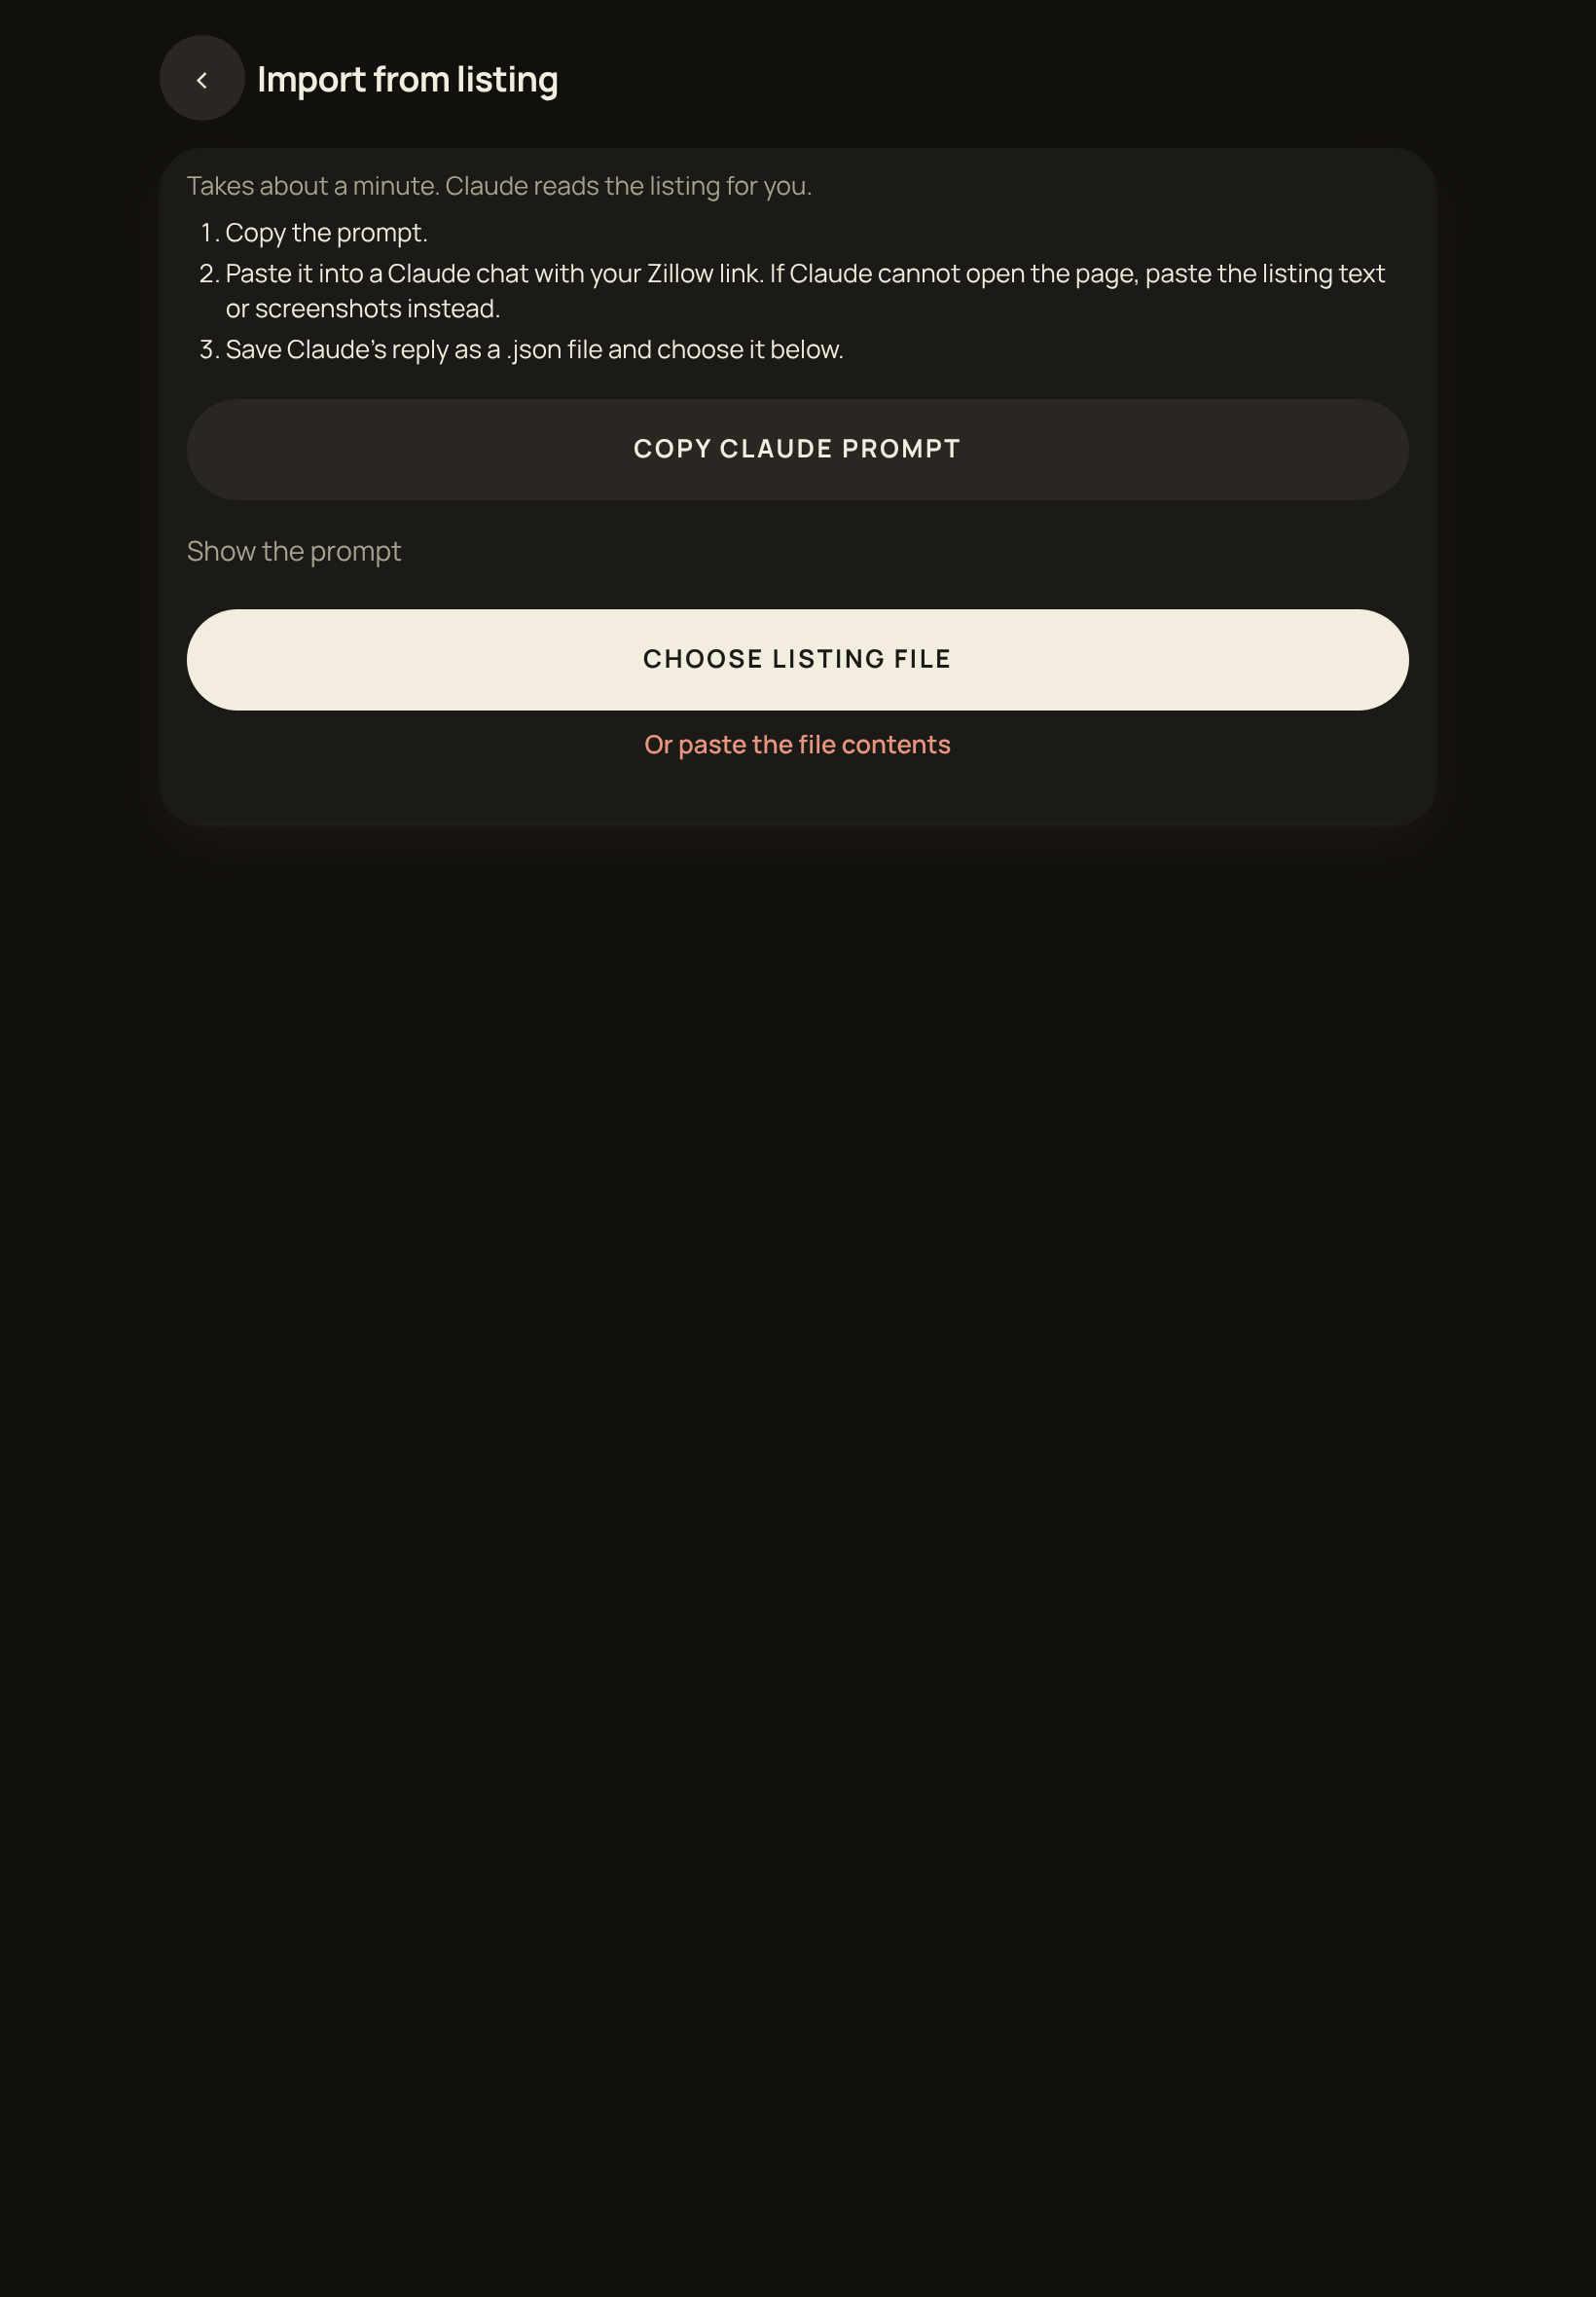 Import from listing
Takes about a minute. Claude reads the listing for you.
1. Copy the prompt.
2. Paste it into a Claude chat with your Zillow link. If Claude cannot open the page, paste the listing text
or screenshots instead.
3. Save Claude’s reply as a .json file and choose it below.
COPY CLAUDE PROMPT
Show the prompt
CHOOSE LISTING FILE
Or paste the file contents